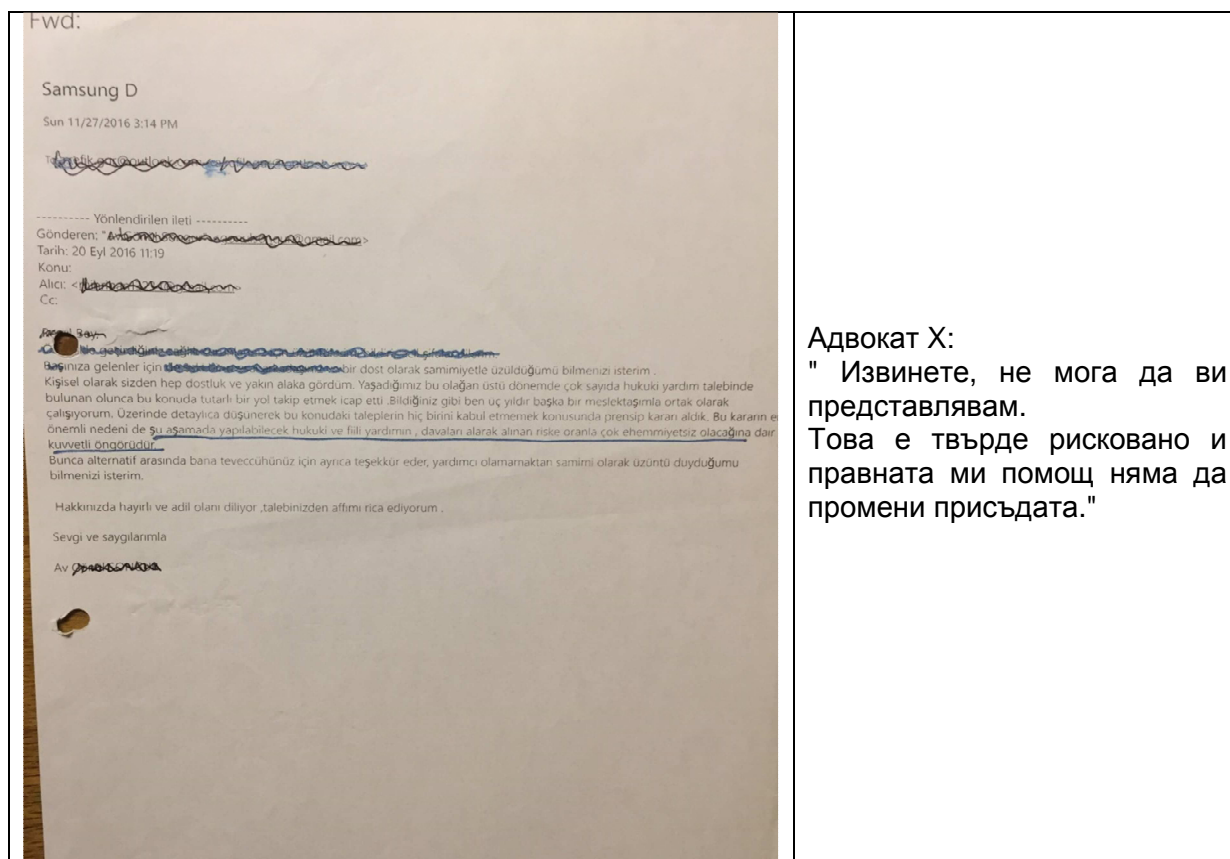 Fwd:
Samsung D
Sun 11/27/2016 3:14 PM
---------- Yönlendirilen ileti ----------
Gönderen: "
Tarih: 20 Eyl 2016 11:19
Konu:
Alıcı: <
Cc:
Bey.
Başınıza gelenler için bir dost olarak samimiyetle üzüldüğümü bilmenizi isterim .
Kişisel olarak sizden hep dostluk ve yakın alaka gördüm. Yaşadığımız bu olağan üstü dönemde çok sayıda hukuki yardım talebinde
bulunan olunca bu konuda tutarlı bir yol takip etmek icap etti .Bildiğiniz gibi ben üç yıldır başka bir meslektaşımla ortak olarak
çalışıyorum. Üzerinde detaylıca düşünerek bu konudaki taleplerin hiç birini kabul etmemek konusunda prensip kararı aldık. Bu kararın
önemli nedeni de şu aşamada yapılabilecek hukuki ve fiili yardımın , davaları alarak alınan riske oranla çok ehemmiyetsiz olacağına dair
kuvvetli öngörüdür.
Bunca alternatif arasında bana teveccühünüz için ayrıca teşekkür eder, yardımcı olamamaktan samimi olarak üzüntü duyduğumu
bilmenizi isterim.
Hakkınızda hayırlı ve adil olanı diliyor ,talebinizden affımı rica ediyorum .
Sevgi ve saygılarımla
Av
Адвокат X:
" Извинете, не мога да ви
представлявам.
Това е твърде рисковано и
правната ми помощ няма да
промени присъдата."